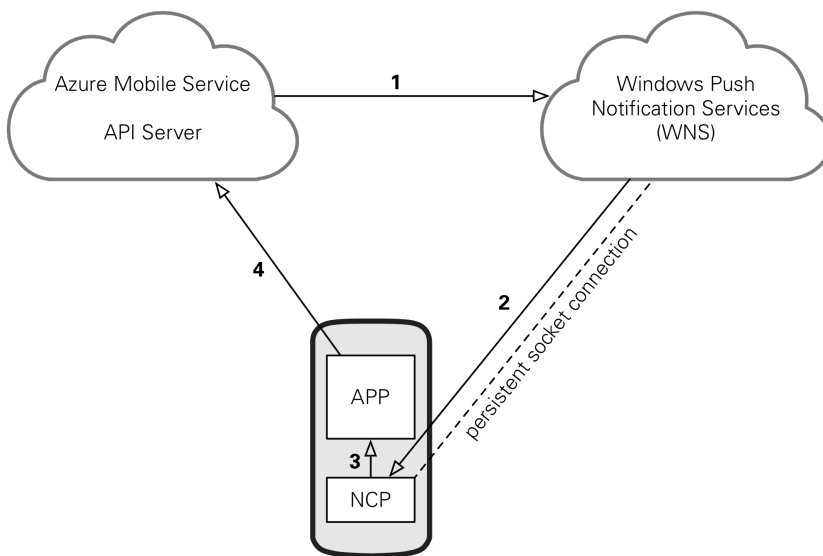 Azure Mobile Service
API Server
1
Windows Push
Notification Services
(WNS)
4
2
persistent socket connection
APP
3
NCP